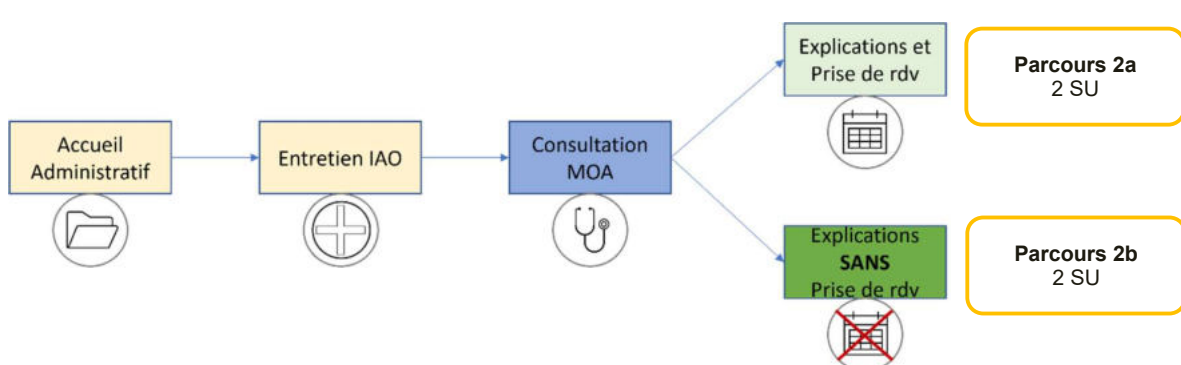 Accueil
Administratif
Entretien IAO
Consultation
MOA
Explications et
Prise de rdv
Parcours 2a
2 SU
Explications
SANS
Prise de rdv
Parcours 2b
2 SU